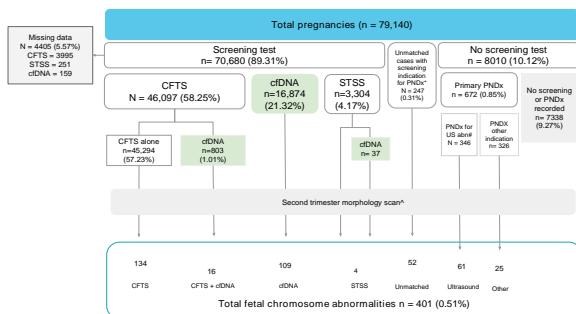 Total pregnancies (n = 79,140)
Missing data
N = 4405 (5.57%)
CFTS = 3995
STSS = 251
cfDNA = 159
Screening test
n= 70,680 (89.31%)
Unmatched
cases with
screening
indication
for PNDx*
N = 247
(0.31%)
No screening test
n = 8010 (10.12%)
CFTS
N = 46,097 (58.25%)
cfDNA
n=16,874
(21.32%)
STSS
n=3,304
(4.17%)
Primary PNDx
n = 672 (0.85%)
No
screening
or PNDx
recorded
n= 7338
(9.27%)
CFTS alone
n=45,294
(57.23%)
cfDNA
n=803
(1.01%)
cfDNA
n= 37
PNDx for
US abn#
N = 346
PNDX
other
indication
n= 326
Second trimester morphology scan^
134
16
109
4
52
61
25
CFTS
CFTS + cfDNA
cfDNA
STSS
Unmatched
Ultrasound
Other
Total fetal chromosome abnormalities n = 401 (0.51%)